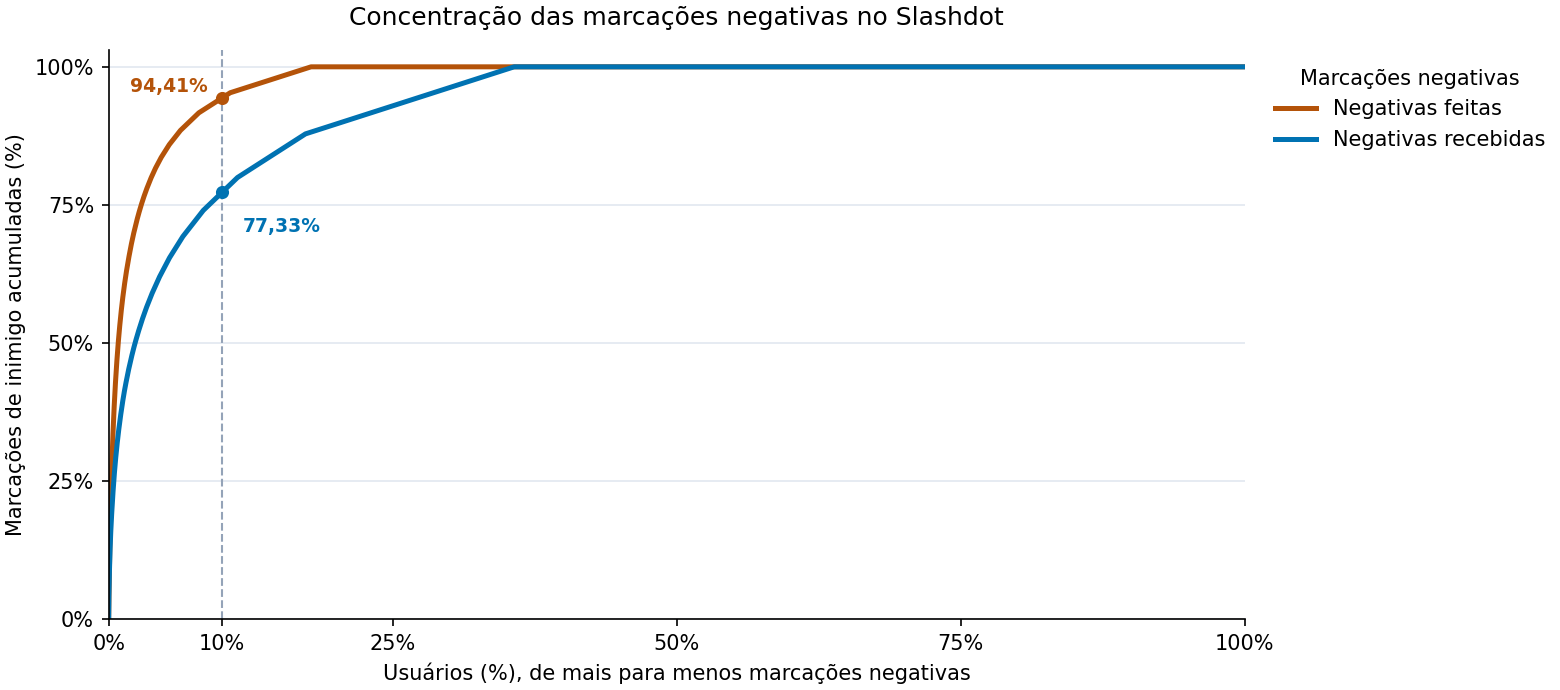 Concentração das marcações negativas no Slashdot
Marcações de inimigo acumuladas (%)
100%
75%
50%
25%
0%
94,41%
77,33%
0%
10%
25%
50%
75%
100%
Usuários (%), de mais para menos marcações negativas
Marcações negativas
Negativas feitas
Negativas recebidas